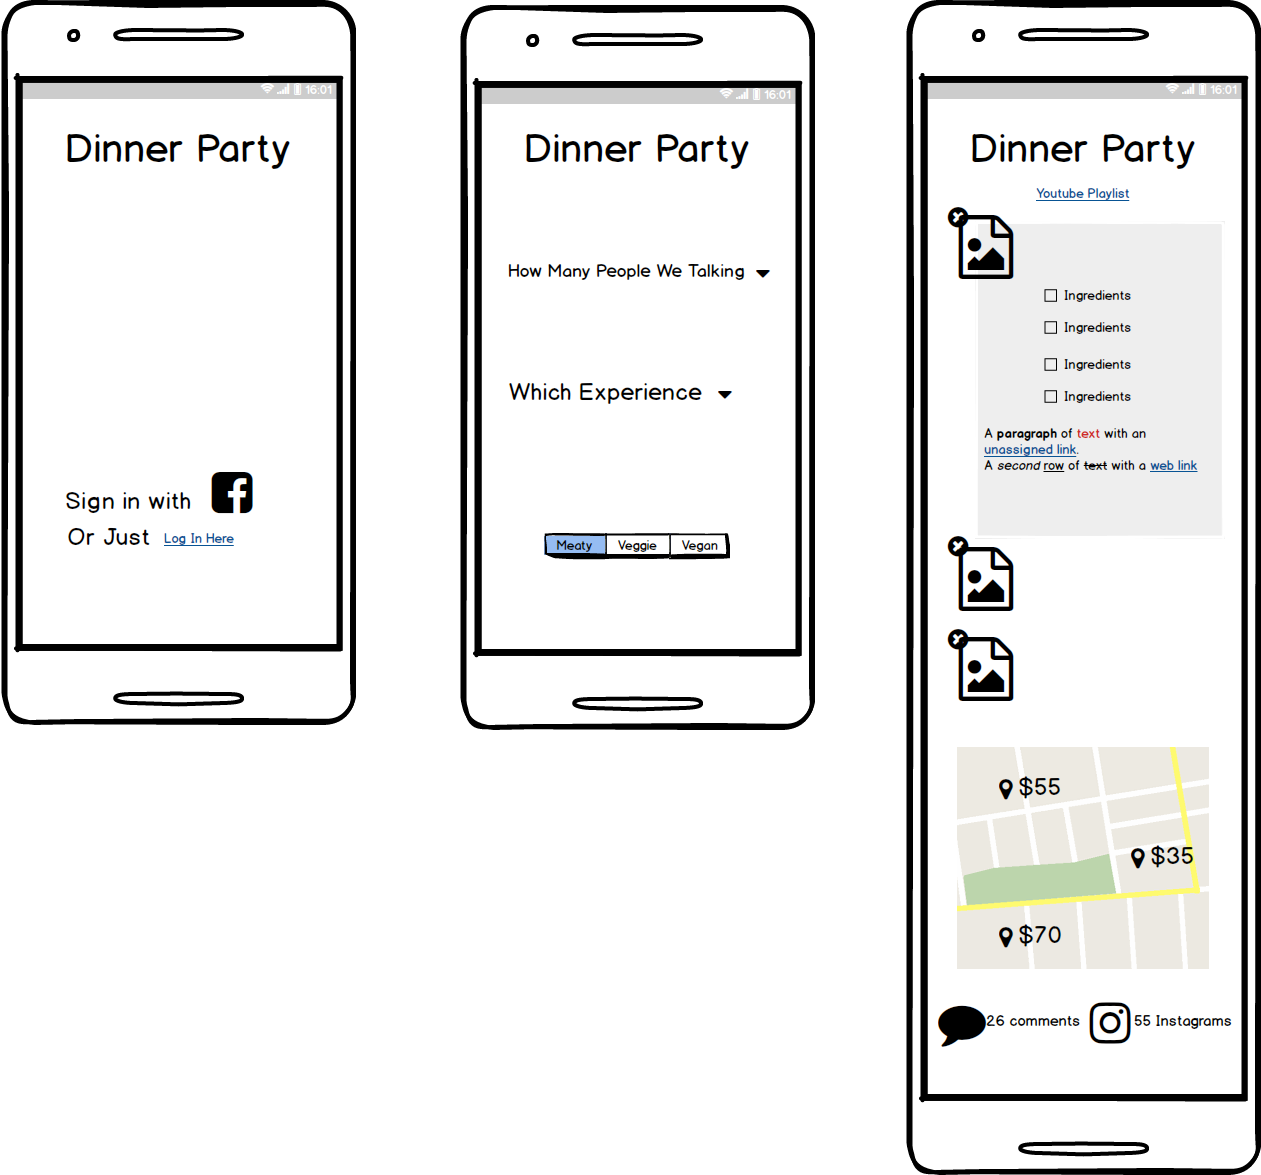 16:01
Dinner Party
Sign in with
Or Just Log In Here
16:01
Dinner Party
How Many People We Talking
Which Experience
Meaty Veggie Vegan
16:01
Dinner Party
Youtube Playlist
Ingredients
Ingredients
Ingredients
Ingredients
A paragraph of text with an
unassigned link.
A second row of text with a web link
$55
$35
$70
26 comments 55 Instagrams